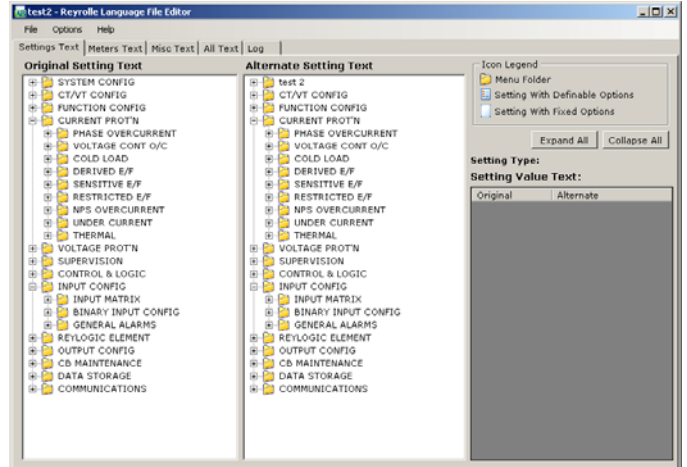 test2 - Reyrolle Language File Editor
File Options Help
Settings Text Meters Text Misc Text All Text Log
Original Setting Text
SYSTEM CONFIG
CT/VT CONFIG
FUNCTION CONFIG
CURRENT PROT'N
PHASE OVERCURRENT
VOLTAGE CONT O/C
COLD LOAD
DERIVED E/F
SENSITIVE E/F
RESTRICTED E/F
NPS OVERCURRENT
UNDER CURRENT
THERMAL
VOLTAGE PROT'N
SUPERVISION
CONTROL & LOGIC
INPUT CONFIG
INPUT MATRIX
BINARY INPUT CONFIG
GENERAL ALARMS
REYLOGIC ELEMENT
OUTPUT CONFIG
CB MAINTENANCE
DATA STORAGE
COMMUNICATIONS
Alternate Setting Text
test 2
CT/VT CONFIG
FUNCTION CONFIG
CURRENT PROT'N
PHASE OVERCURRENT
VOLTAGE CONT O/C
COLD LOAD
DERIVED E/F
SENSITIVE E/F
RESTRICTED E/F
NPS OVERCURRENT
UNDER CURRENT
THERMAL
VOLTAGE PROT'N
SUPERVISION
CONTROL & LOGIC
INPUT CONFIG
INPUT MATRIX
BINARY INPUT CONFIG
GENERAL ALARMS
REYLOGIC ELEMENT
OUTPUT CONFIG
CB MAINTENANCE
DATA STORAGE
COMMUNICATIONS
Icon Legend
Menu Folder
Setting With Definable Options
Setting With Fixed Options
Expand All Collapse All
Setting Type:
Setting Value Text:
Original Alternate